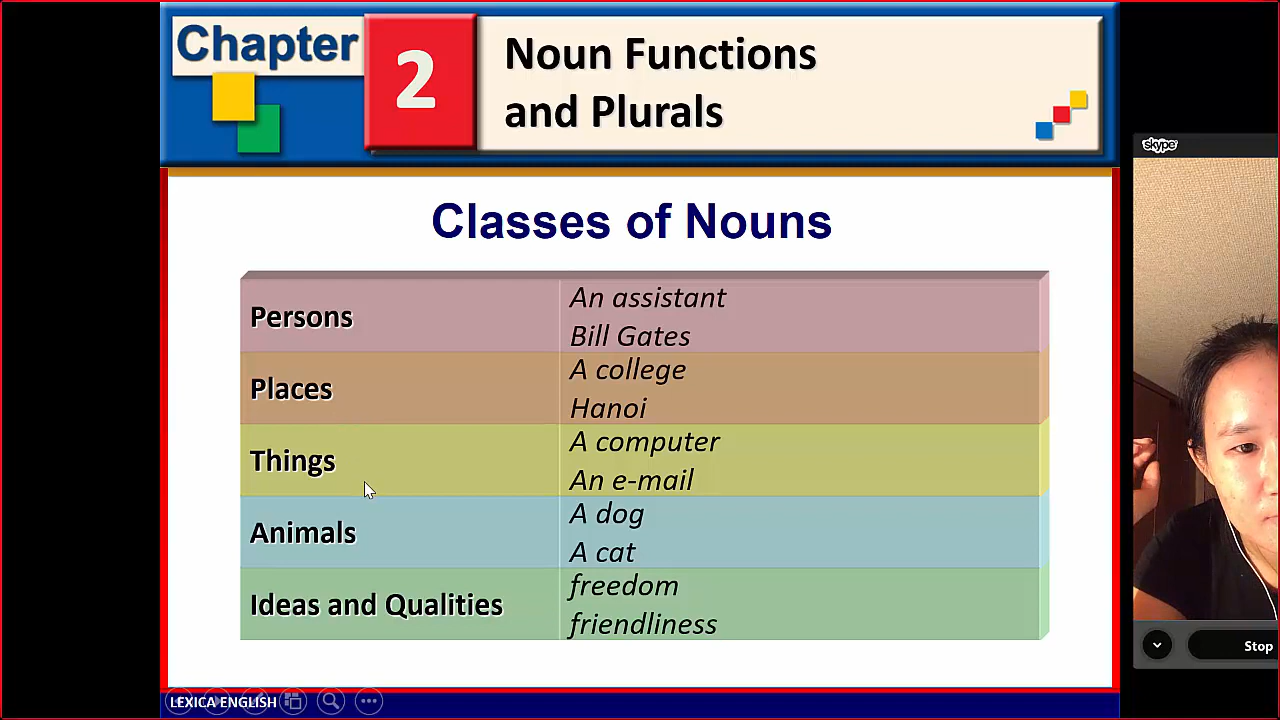 Chapter
2
Noun Functions
and Plurals
skype
Classes of Nouns
Persons
An assistant
Bill Gates
Places
A college
Hanoi
Things
A computer
An e-mail
Animals
A dog
A cat
Ideas and Qualities
freedom
friendliness
Stop
LEXICA ENGLISH